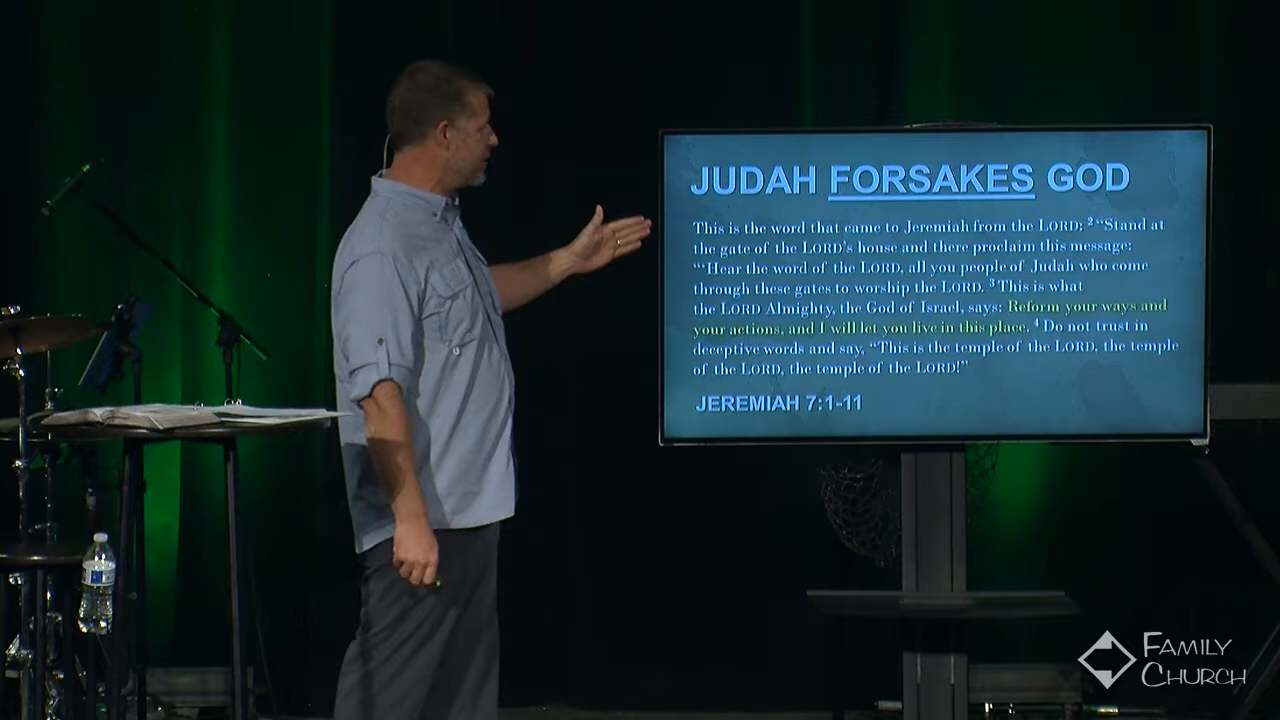 JUDAH FORSAKES GOD
This is the word that came to Jeremiah from the LORD: 2 “Stand at
the gate of the LORD’s house and there proclaim this message:
“‘Hear the word of the LORD, all you people of Judah who come
through these gates to worship the LORD. 3 This is what
the LORD Almighty, the God of Israel, says: Reform your ways and
your actions, and I will let you live in this place. 4 Do not trust in
deceptive words and say, “This is the temple of the LORD, the temple
of the LORD, the temple of the LORD!”
JEREMIAH 7:1-11
FAMILY
CHURCH